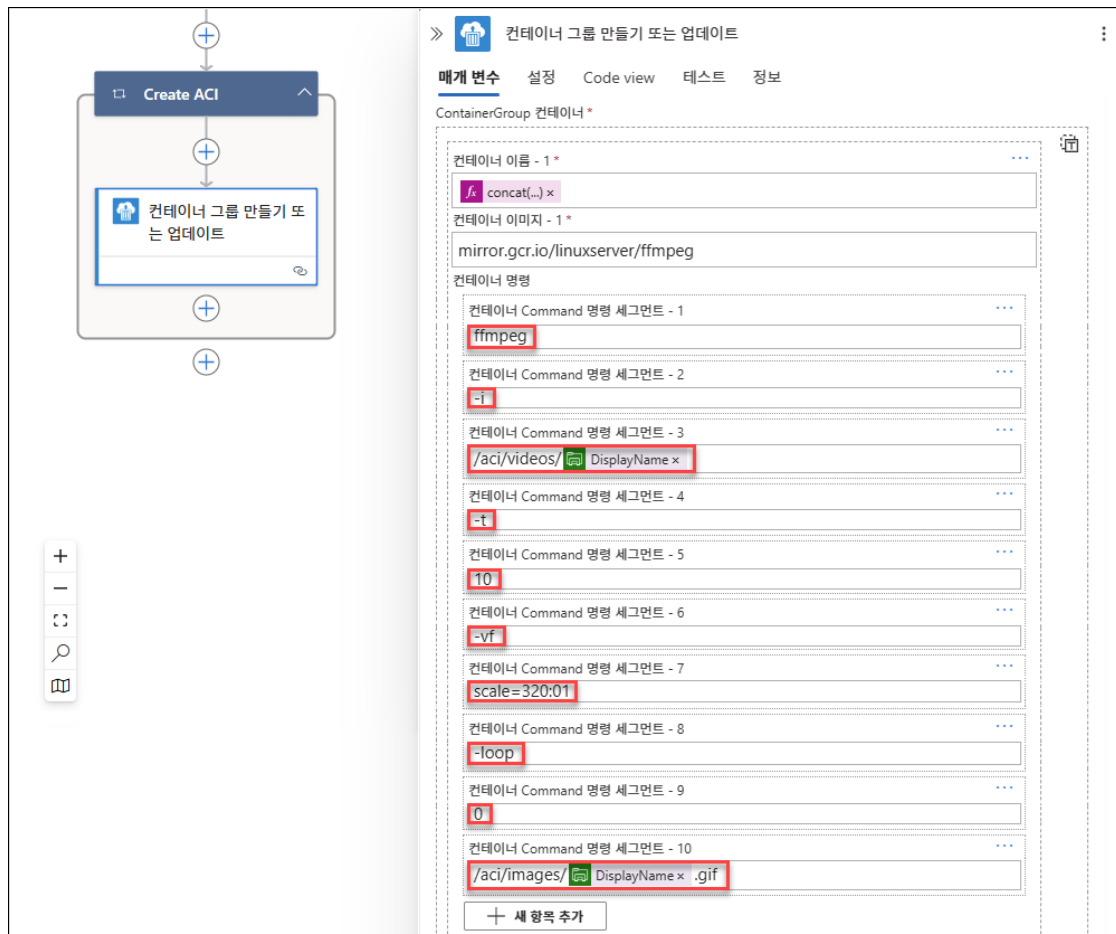 Create ACI
컨테이너 그룹 만들기 또
는 업데이트
컨테이너 그룹 만들기 또는 업데이트
매개 변수 설정 Code view 테스트 정보
ContainerGroup 컨테이너 *
컨테이너 이름 - 1 *
fx concat(...) ×
컨테이너 이미지 - 1 *
mirror.gcr.io/linuxserver/ffmpeg
컨테이너 명령
컨테이너 Command 명령 세그먼트 - 1
ffmpeg
컨테이너 Command 명령 세그먼트 - 2
-i
컨테이너 Command 명령 세그먼트 - 3
/aci/videos/ DisplayName ×
컨테이너 Command 명령 세그먼트 - 4
-t
컨테이너 Command 명령 세그먼트 - 5
10
컨테이너 Command 명령 세그먼트 - 6
-vf
컨테이너 Command 명령 세그먼트 - 7
scale=320:01
컨테이너 Command 명령 세그먼트 - 8
-loop
컨테이너 Command 명령 세그먼트 - 9
0
컨테이너 Command 명령 세그먼트 - 10
/aci/images/ DisplayName × .gif
새 항목 추가